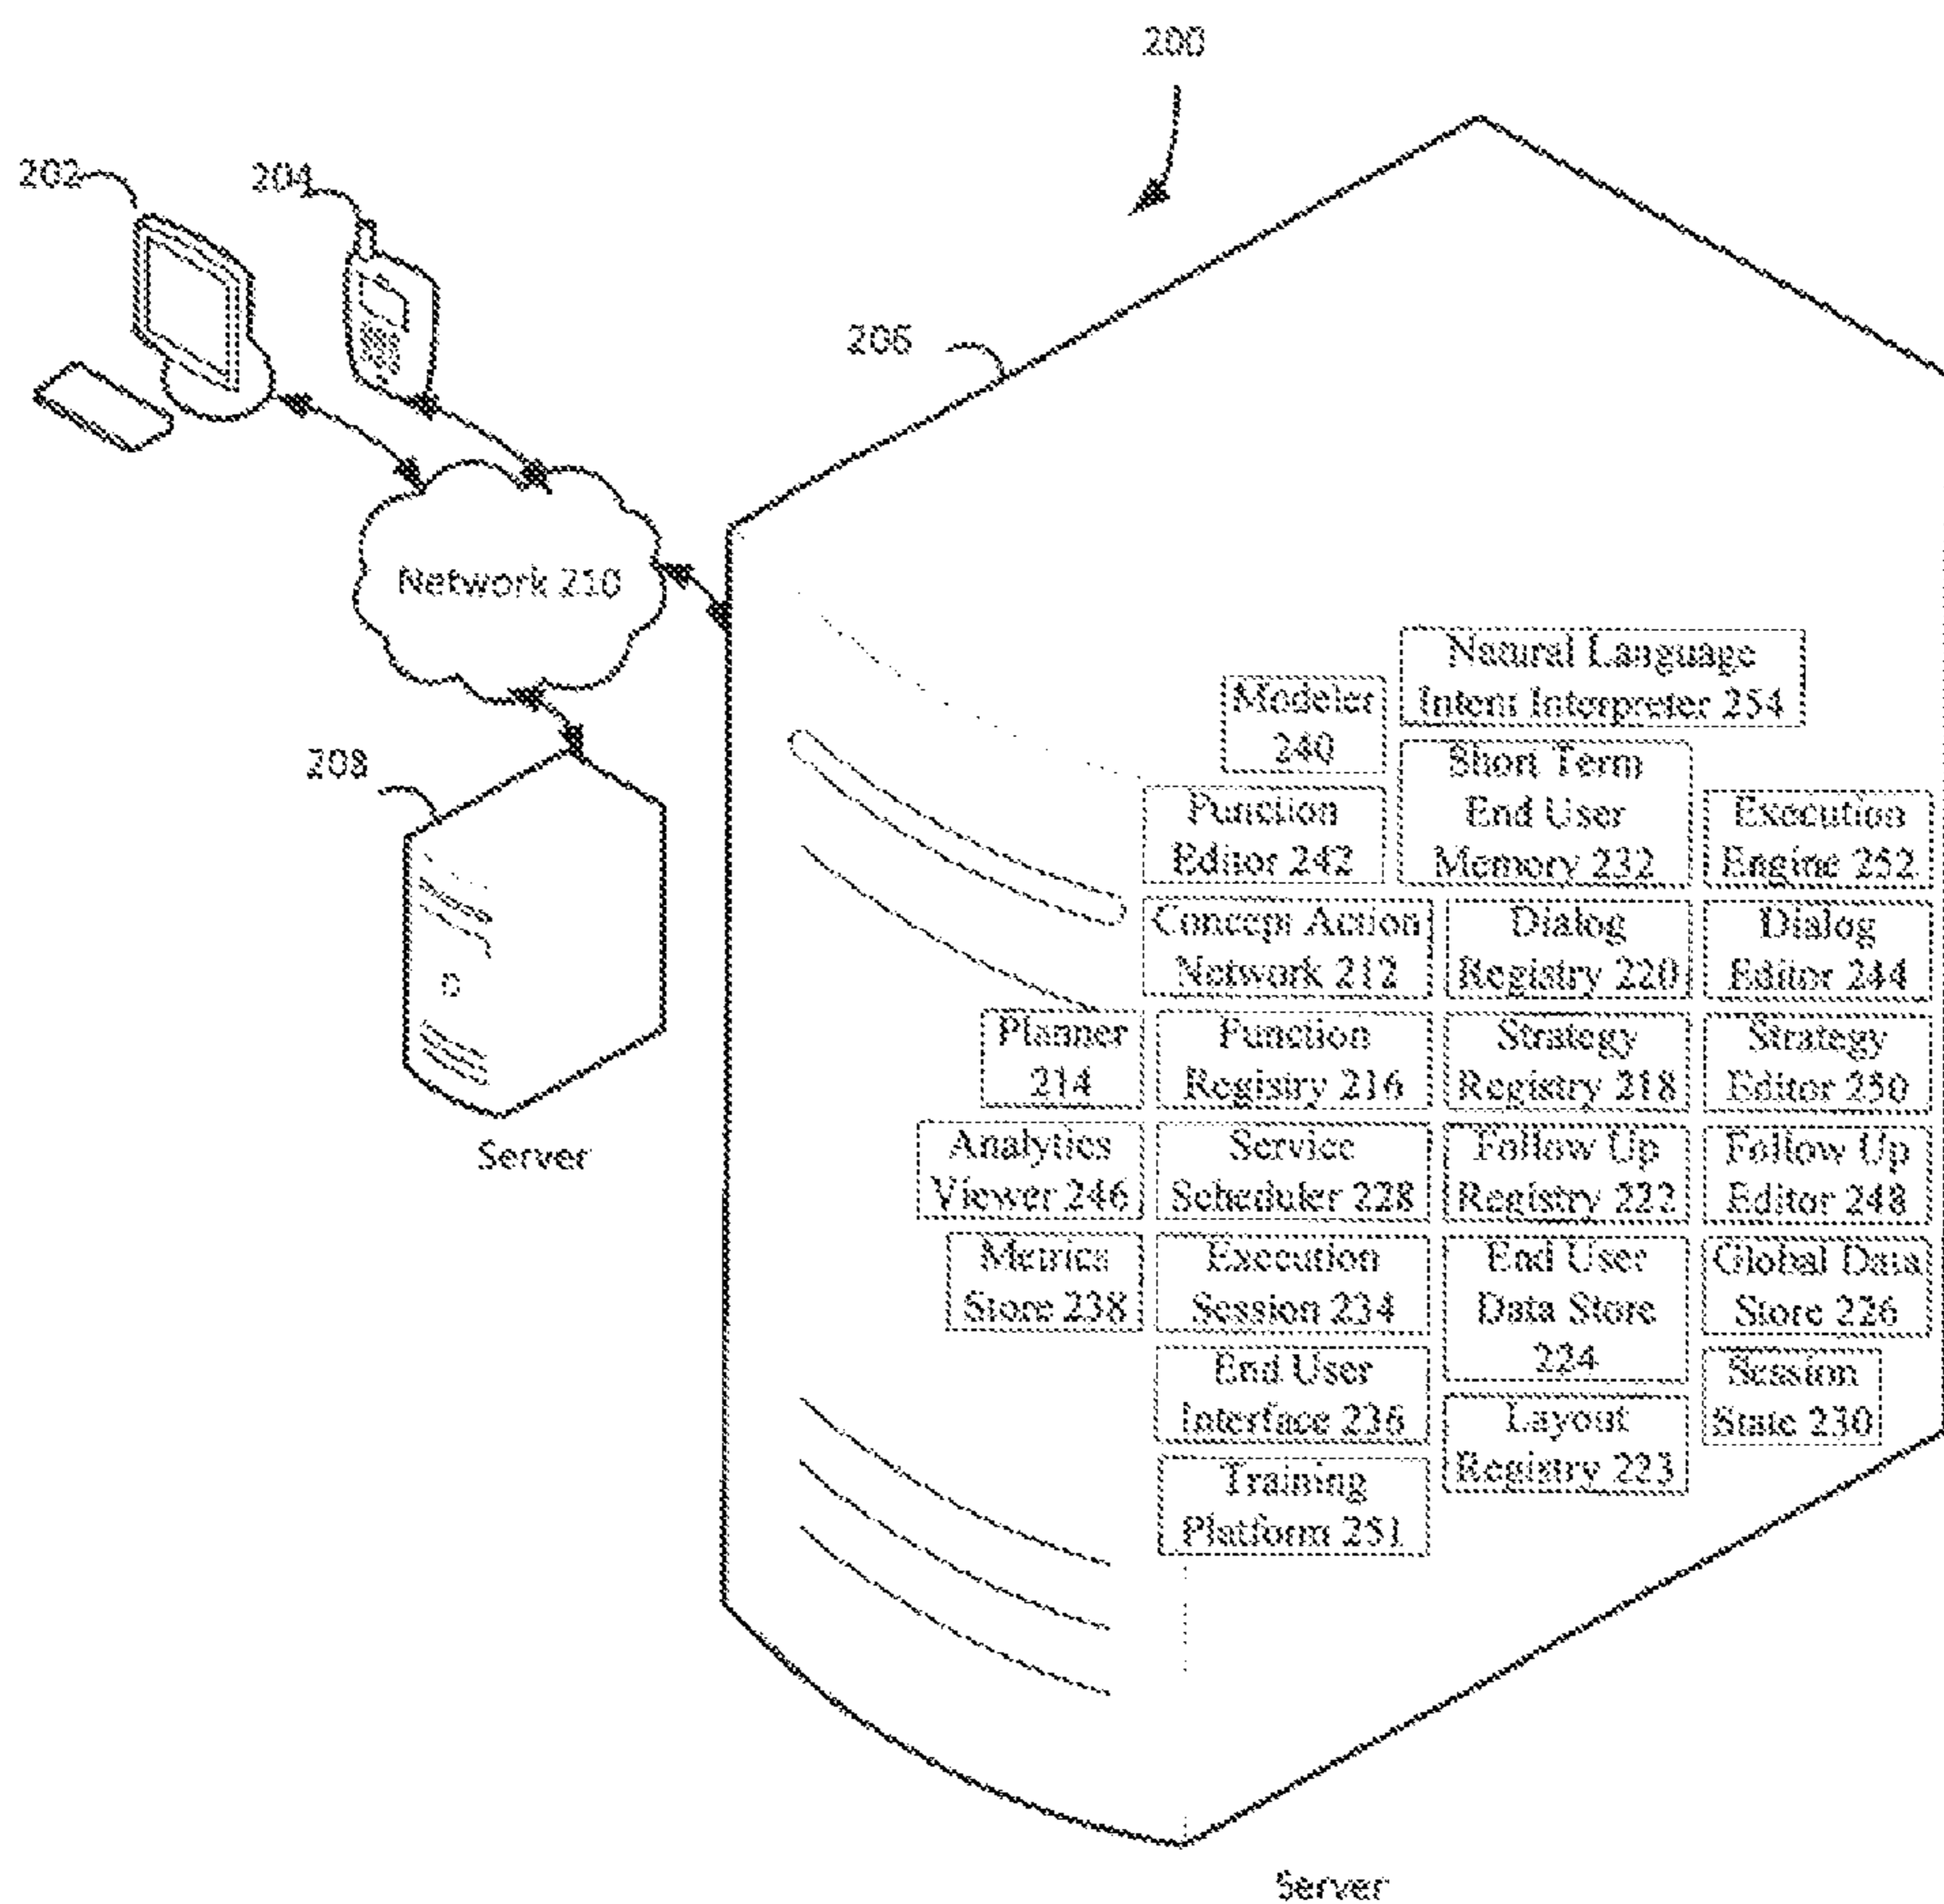 200
202
204
206
Network 210
208
Server
Natural Language
Intent Interpreter 254
Modeler
240
Short Term
End User
Memory 232
Function
Editor 242
Execution
Engine 252
Concept Action
Network 212
Dialog
Registry 220
Dialog
Editor 244
Planner
214
Function
Registry 216
Strategy
Registry 218
Strategy
Editor 250
Analytics
Viewer 246
Service
Scheduler 228
Follow Up
Registry 222
Follow Up
Editor 248
Metrics
Store 238
Execution
Session 234
End User
Data Store
224
Global Data
Store 226
End User
Interface 236
Session
State 230
Layout
Registry 223
Training
Platform 251
Server